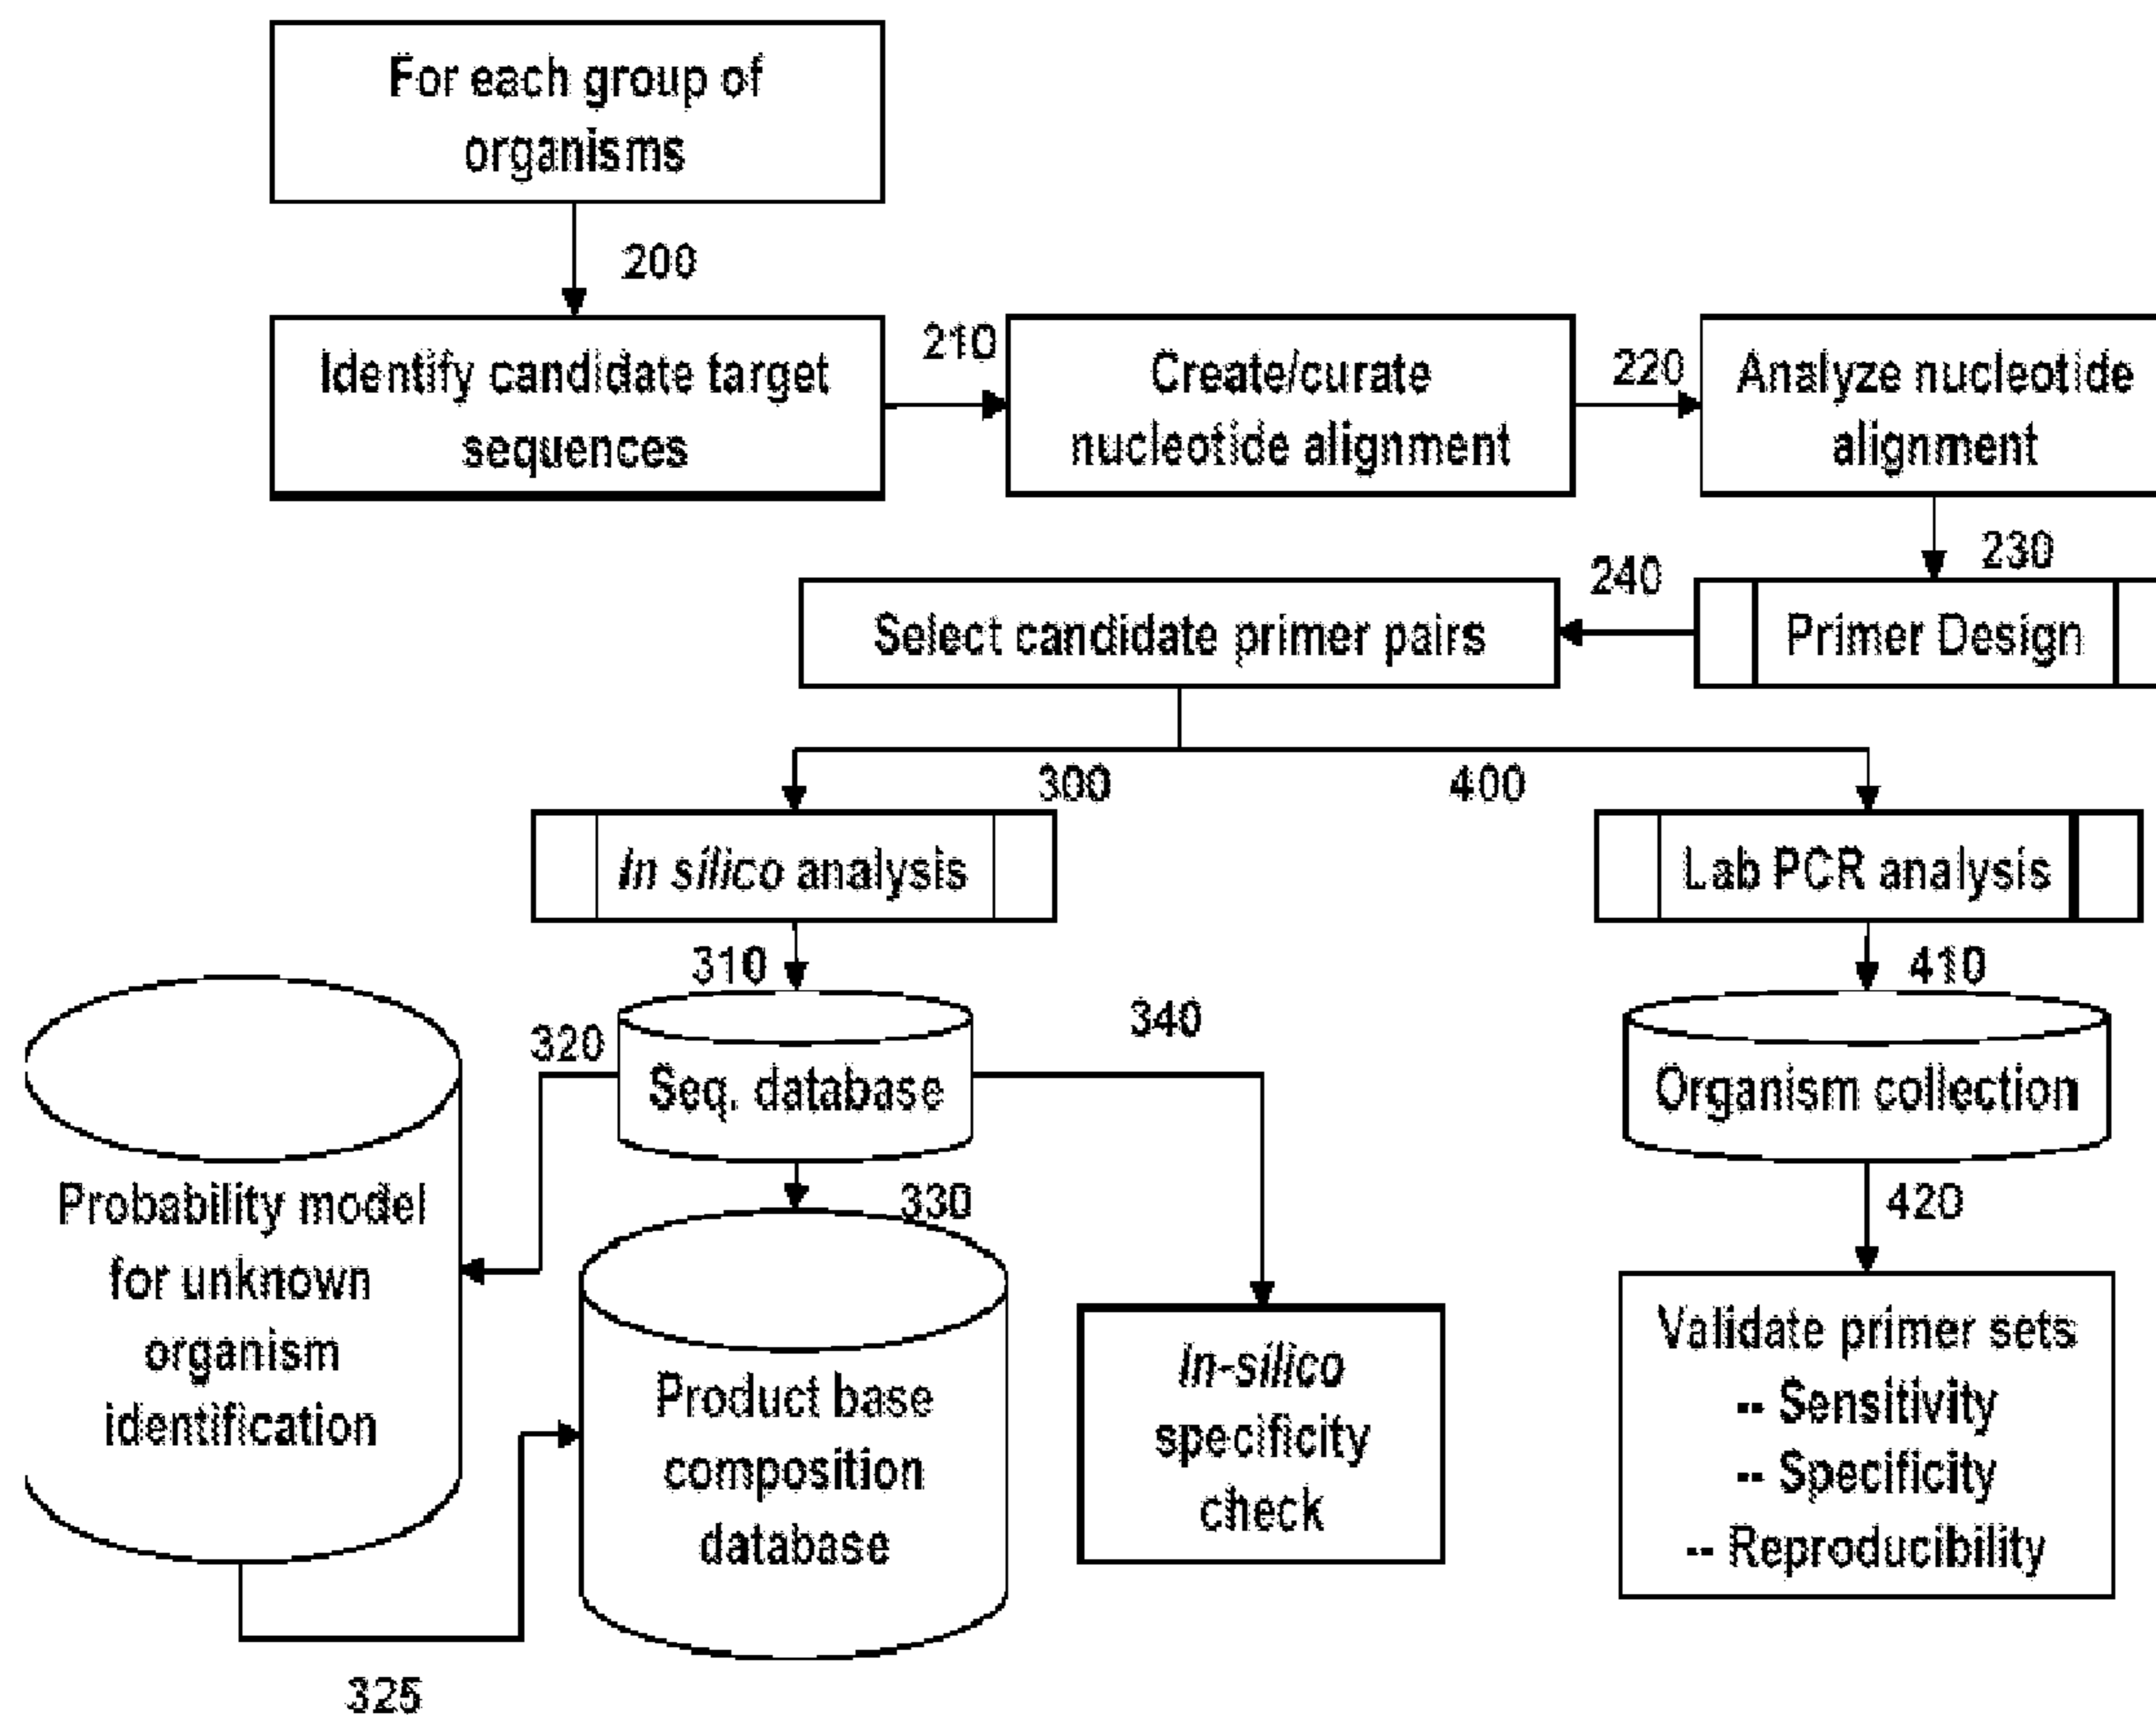 For each group of
organisms
200
Identify candidate target
sequences
210
Create/curate
nucleotide alignment
220
Analyze nucleotide
alignment
230
Primer Design
240
Select candidate primer pairs
300
400
In silico analysis
Lab PCR analysis
310
410
320
Seq. database
340
Organism collection
Probability model
for unknown
organism
identification
330
420
Product base
composition
database
In-silico
specificity
check
Validate primer sets
-- Sensitivity
-- Specificity
-- Reproducibility
325